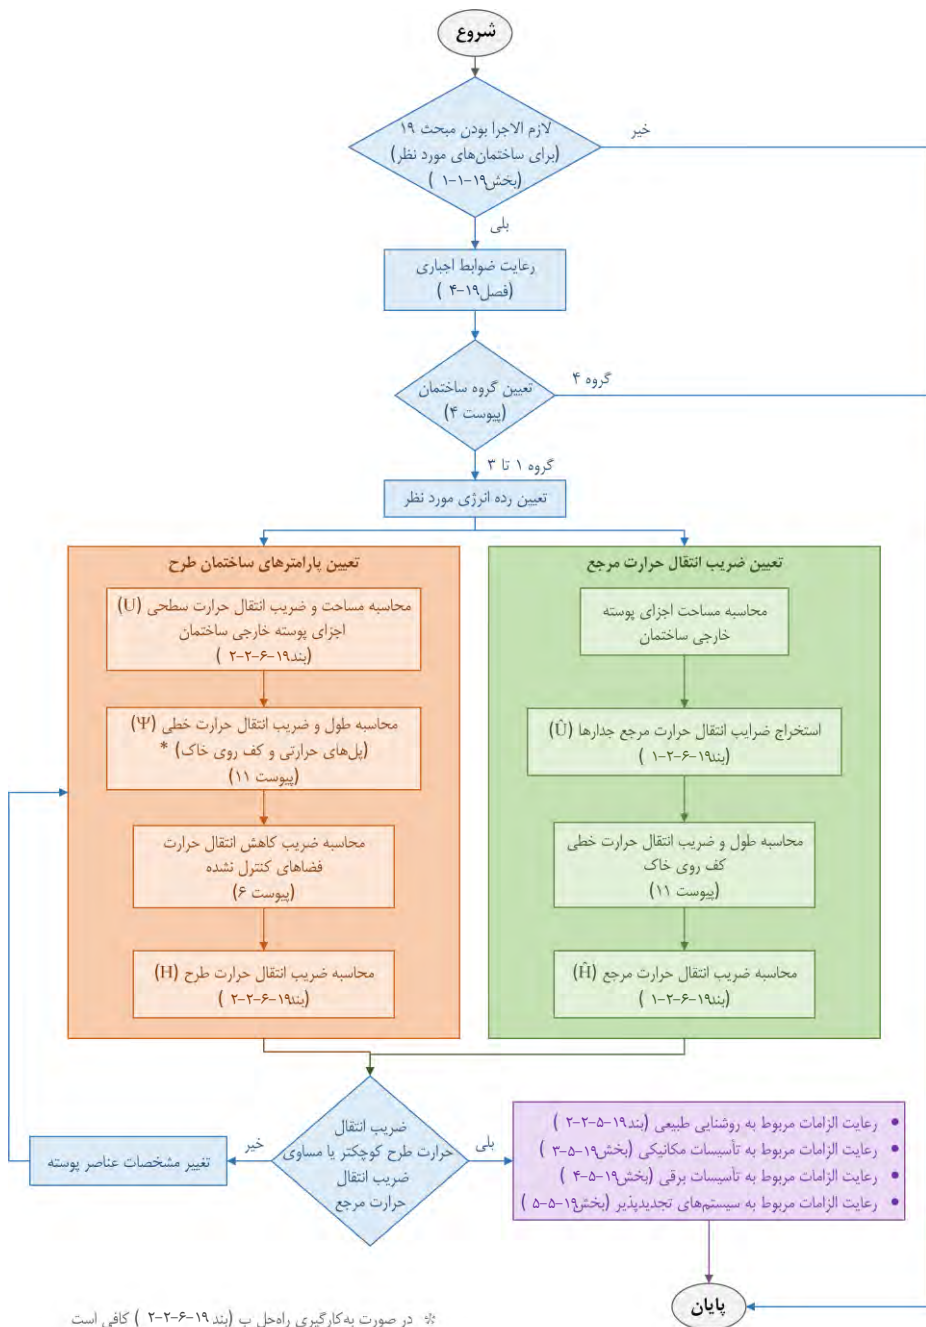 شروع
لازم الاجرا بودن مبحث ۱۹
(برای ساختمان‌های مورد نظر)
(بخش۱۹-۱-۱ )
خیر
بلی
رعایت ضوابط اجباری
(فصل۱۹-۴ )
تعیین گروه ساختمان
(پیوست ۴)
گروه ۴
گروه ۱ تا ۳
تعیین رده انرژی مورد نظر
تعیین ضریب انتقال حرارت مرجع
محاسبه مساحت اجزای پوسته
خارجی ساختمان
استخراج ضرایب انتقال حرارت مرجع جدارها (Û)
(بند۱۹-۶-۲-۱ )
محاسبه طول و ضریب انتقال حرارت خطی
کف روی خاک
(پیوست ۱۱)
محاسبه ضریب انتقال حرارت مرجع (Ĥ)
(بند۱۹-۶-۲-۱ )
تعیین پارامترهای ساختمان طرح
محاسبه مساحت و ضریب انتقال حرارت سطحی (U)
اجزای پوسته خارجی ساختمان
(بند۱۹-۶-۲-۲ )
محاسبه طول و ضریب انتقال حرارت خطی (Ψ)
(پل‌های حرارتی و کف روی خاک) *
(پیوست ۱۱)
محاسبه ضریب کاهش انتقال حرارت
فضاهای کنترل نشده
(پیوست ۶)
محاسبه ضریب انتقال حرارت طرح (H)
(بند۱۹-۶-۲-۲ )
ضریب انتقال
حرارت طرح کوچکتر یا مساوی
ضریب انتقال
حرارت مرجع
بلی
خیر
تغییر مشخصات عناصر پوسته
• رعایت الزامات مربوط به روشنایی طبیعی (بند۱۹-۵-۲-۲ )
• رعایت الزامات مربوط به تأسیسات مکانیکی (بخش۱۹-۵-۳ )
• رعایت الزامات مربوط به تأسیسات برقی (بخش۱۹-۵-۴ )
• رعایت الزامات مربوط به سیستم‌های تجدیدپذیر (بخش۱۹-۵-۵ )
پایان
* در صورت به‌کارگیری راه‌حل ب (بند ۱۹-۶-۲-۲ ) کافی است